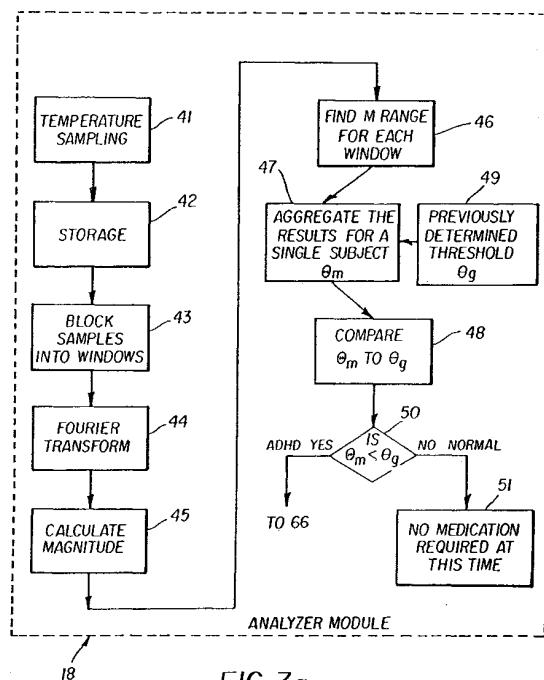 TEMPERATURE
SAMPLING
41
STORAGE
42
BLOCK
SAMPLES
INTO WINDOWS
43
FOURIER
TRANSFORM
44
CALCULATE
MAGNITUDE
45
FIND M RANGE
FOR EACH
WINDOW
46
47
AGGREGATE THE
RESULTS FOR A
SINGLE SUBJECT
Θm
49
PREVIOUSLY
DETERMINED
THRESHOLD
Θg
COMPARE
Θm TO Θg
48
50
IS
Θm < Θg
ADHD YES
NO NORMAL
TO 66
51
NO MEDICATION
REQUIRED AT
THIS TIME
ANALYZER MODULE
18